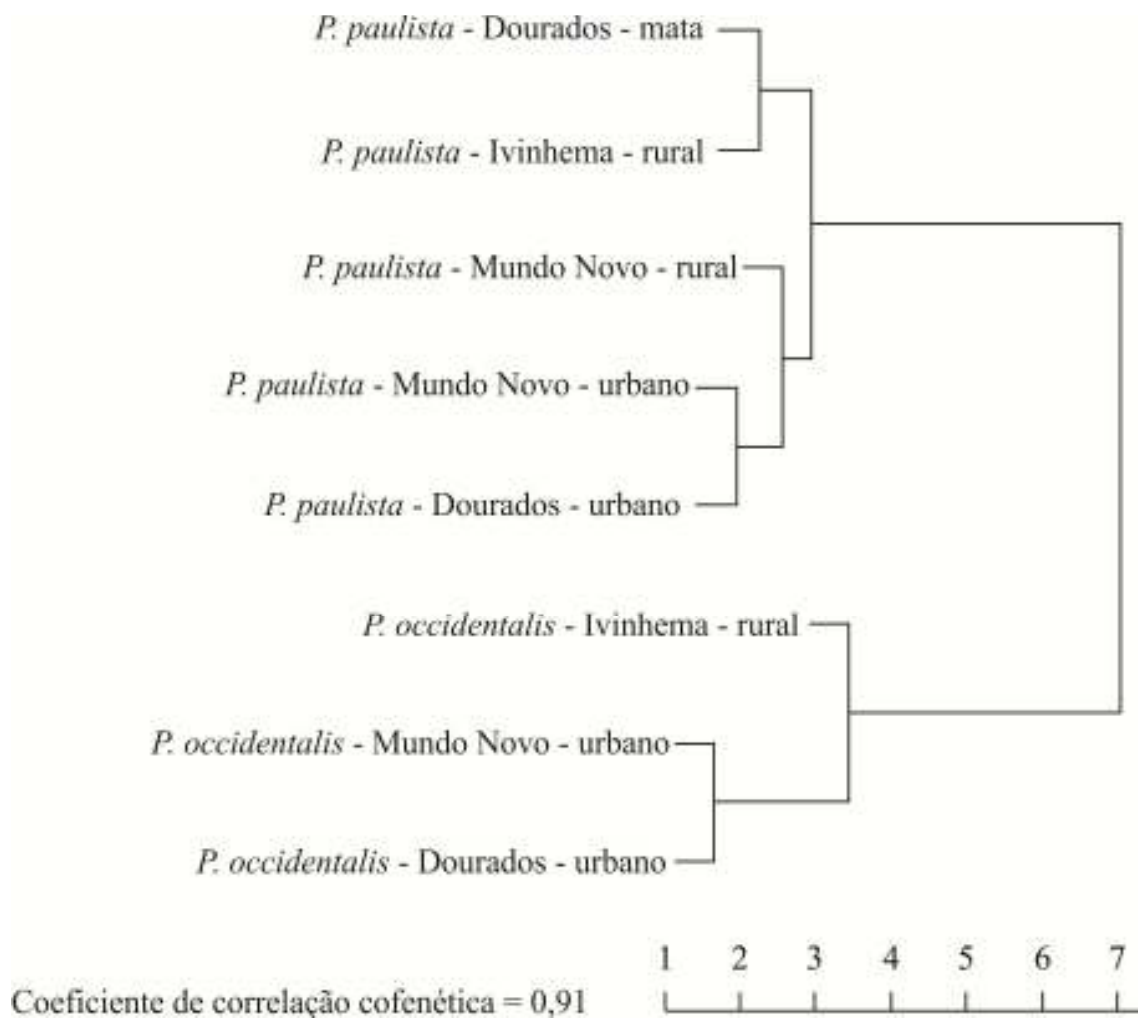 P. paulista - Dourados - mata
P. paulista - Ivinhema - rural
P. paulista - Mundo Novo - rural
P. paulista - Mundo Novo - urbano
P. paulista - Dourados - urbano
P. occidentalis - Ivinhema - rural
P. occidentalis - Mundo Novo - urbano
P. occidentalis - Dourados - urbano
1 2 3 4 5 6 7
Coeficiente de correlação cofenética = 0,91